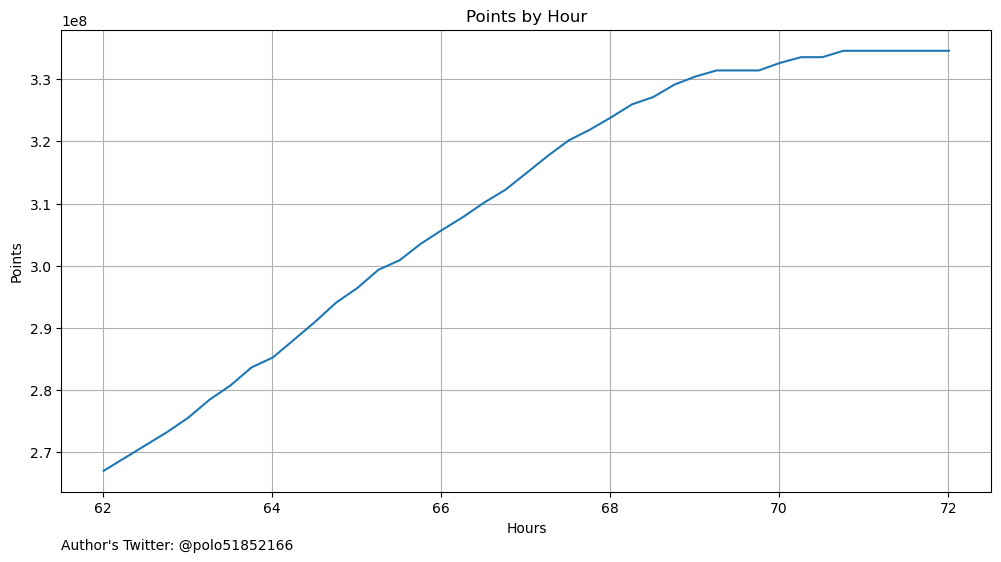 Points by Hour
1e8
3.3
3.2
3.1
3.0
2.9
2.8
2.7
Points
62 64 66 68 70 72
Hours
Author's Twitter: @polo51852166